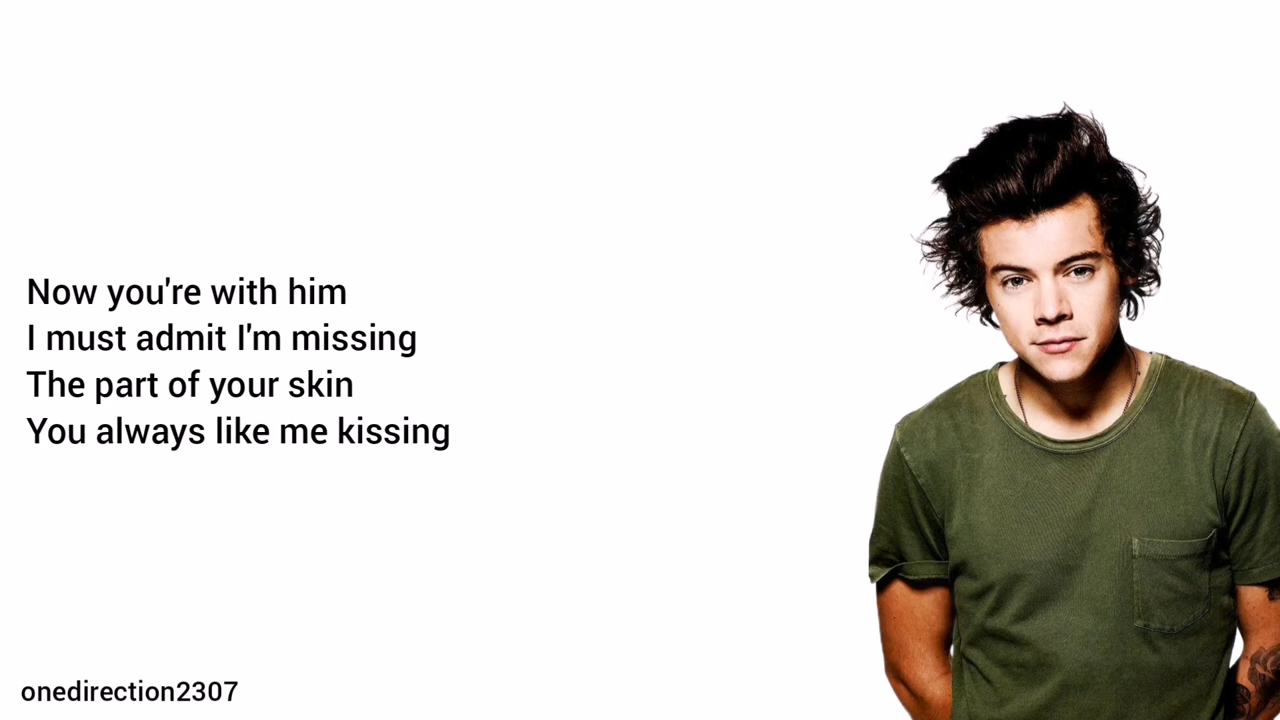 Now you're with him
I must admit I'm missing
The part of your skin
You always like me kissing
onedirection2307